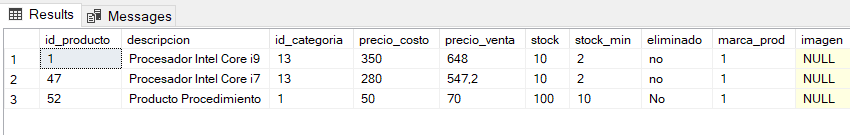 Results Messages
id_producto descripcion id_categoria precio_costo precio_venta stock stock_min eliminado marca_prod imagen
1 1 Procesador Intel Core i9 13 350 648 10 2 no 1 NULL
2 47 Procesador Intel Core i7 13 280 547,2 10 2 no 1 NULL
3 52 Producto Procedimiento 1 50 70 100 10 No 1 NULL